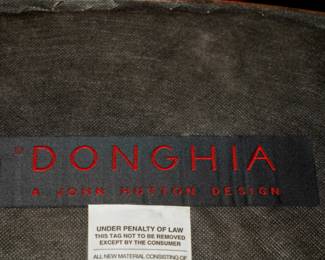 DONGHIA
A JOHN HUTTON DESIGN
UNDER PENALTY OF LAW
THIS TAG NOT TO BE REMOVED
EXCEPT BY THE CONSUMER
ALL NEW MATERIAL CONSISTING OF